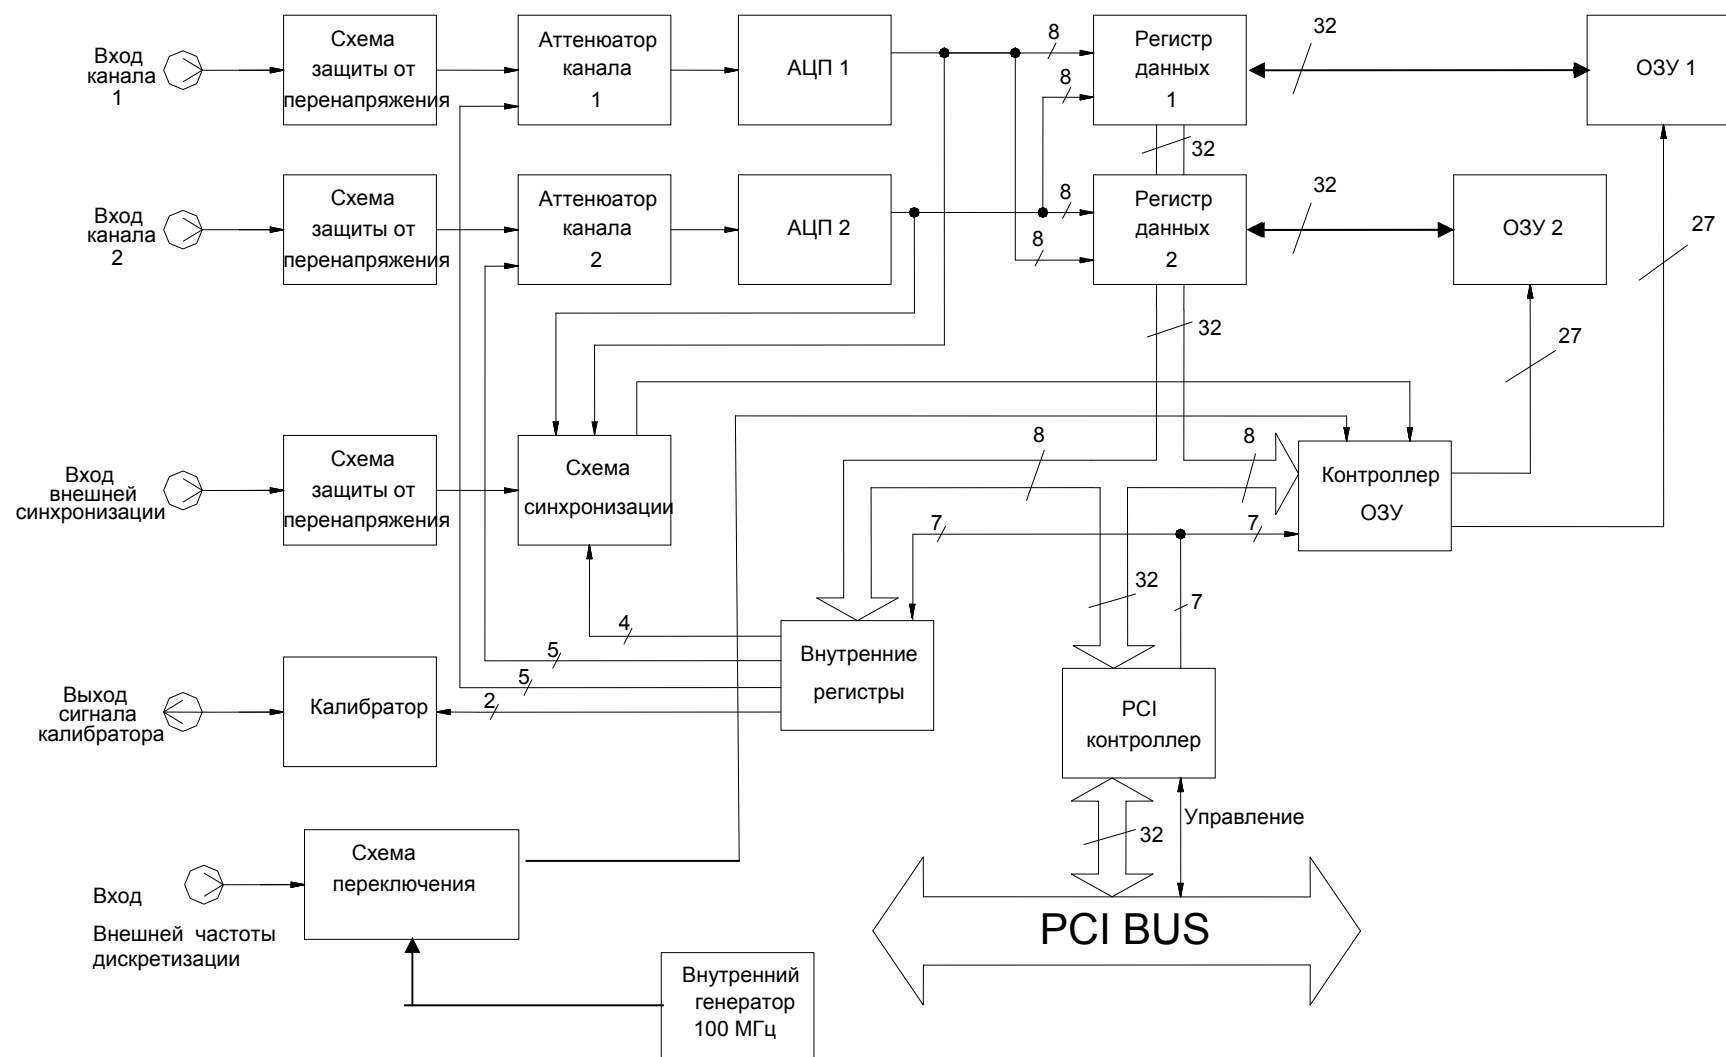 Вход
канала
1
Схема
защиты от
перенапряжения
Аттенюатор
канала
1
АЦП 1
8
8
Регистр
данных
1
32
ОЗУ 1
32
Вход
канала
2
Схема
защиты от
перенапряжения
Аттенюатор
канала
2
АЦП 2
8
8
Регистр
данных
2
32
ОЗУ 2
27
32
27
Вход
внешней
синхронизации
Схема
защиты от
перенапряжения
Схема
синхронизации
8
8
Контроллер
ОЗУ
7
7
32
7
4
5
5
2
Внутренние
регистры
Выход
сигнала
калибратора
Калибратор
PCI
контроллер
32
Управление
Вход
Внешней частоты
дискретизации
Схема
переключения
PCI BUS
Внутренний
генератор
100 МГц